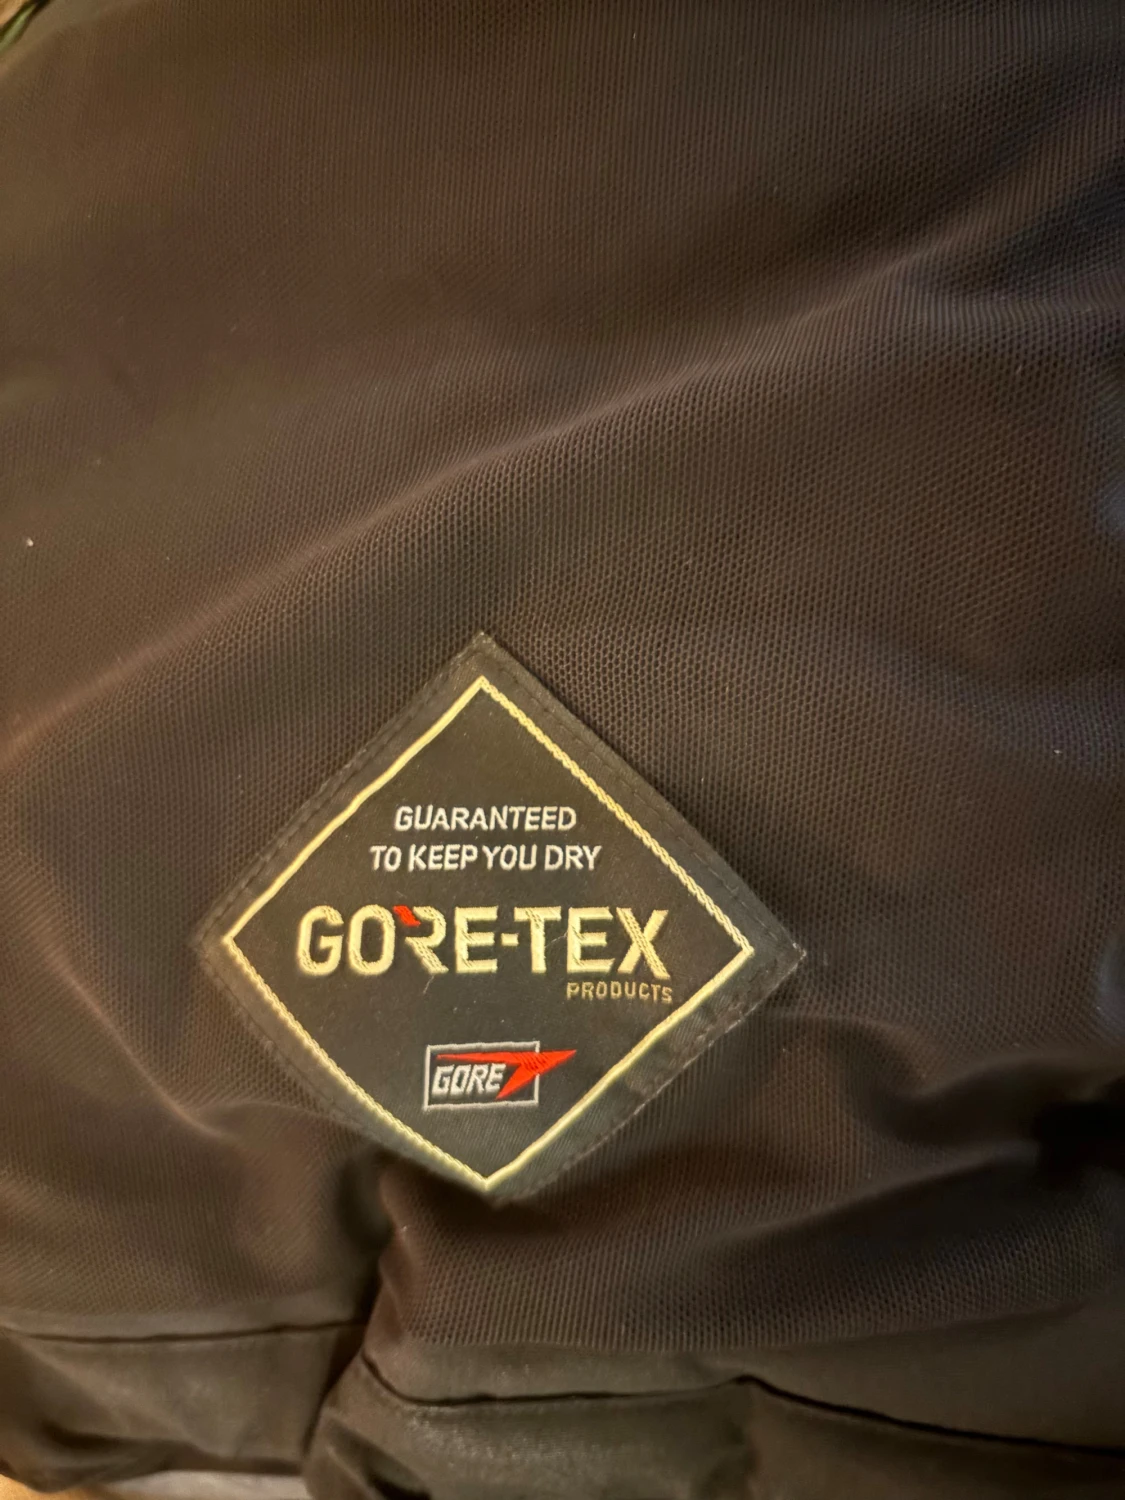 GUARANTEED
TO KEEP YOU DRY
GORE-TEX
PRODUCTS
GORE